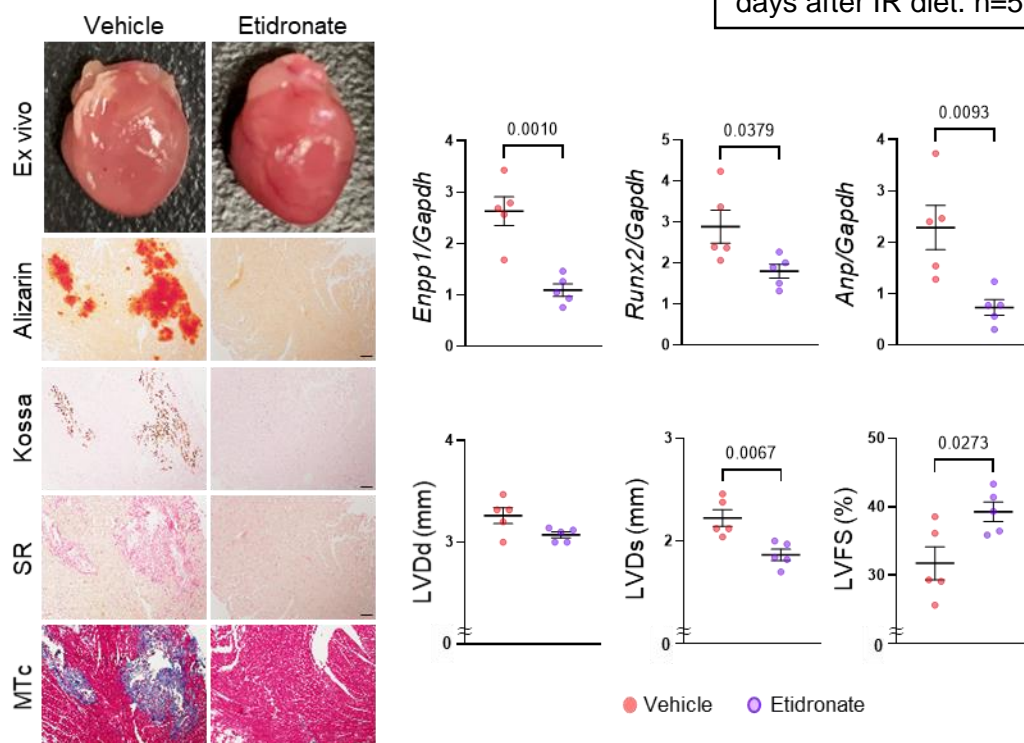 days after IR diet. n=5
Vehicle Etidronate
Ex vivo
Alizarin
Kossa
SR
MTc
Enpp1/Gapdh
4
3
2
1
0
0.0010
Runx2/Gapdh
5
4
3
2
1
0
0.0379
Anp/Gapdh
4
3
2
1
0
0.0093
LVDd (mm)
4
3
0
LVDs (mm)
3
2
0
0.0067
LVFS (%)
50
40
30
0
0.0273
Vehicle Etidronate